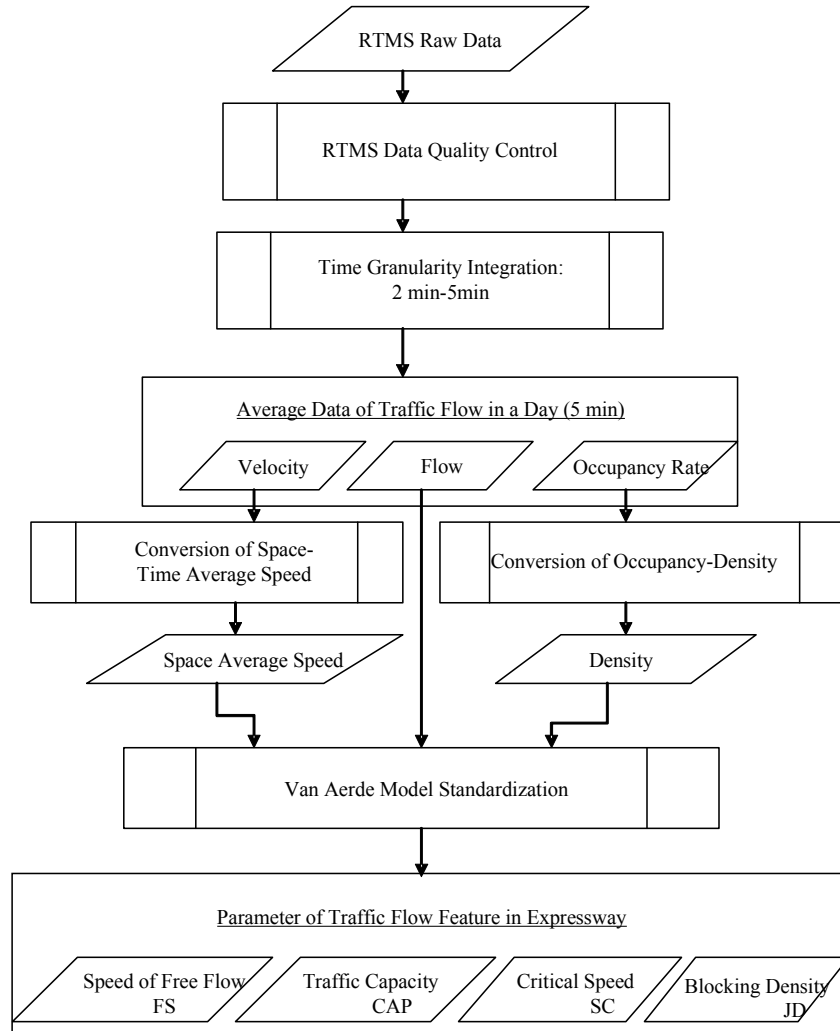 RTMS Raw Data
RTMS Data Quality Control
Time Granularity Integration:
2 min-5min
Average Data of Traffic Flow in a Day (5 min)
Velocity
Flow
Occupancy Rate
Conversion of Space-
Time Average Speed
Conversion of Occupancy-Density
Space Average Speed
Density
Van Aerde Model Standardization
Parameter of Traffic Flow Feature in Expressway
Speed of Free Flow
FS
Traffic Capacity
CAP
Critical Speed
SC
Blocking Density
JD